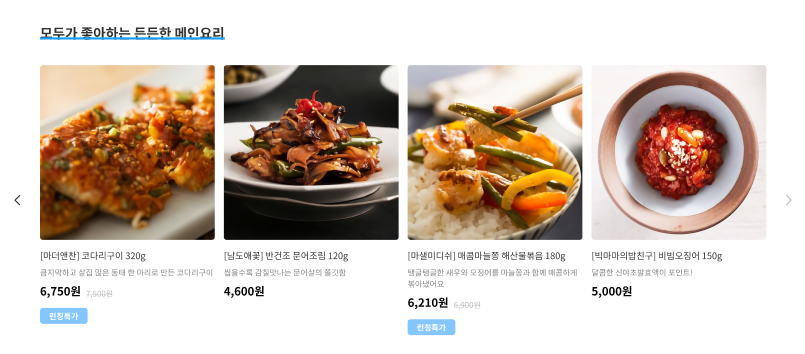 모두가 좋아하는 든든한 메인요리
[마더앤찬] 코다리구이 320g
큼지막하고 살집 많은 동태 한 마리로 만든 코다리구이
6,750원 7,500원
런칭특가
[남도애꽃] 반건조 문어조림 120g
씹을수록 감칠맛나는 문어살의 쫄깃함
4,600원
[마샐미디쉬] 매콤마늘쫑 해산물볶음 180g
탱글탱글한 새우와 오징어를 마늘쫑과 함께 매콤하게
볶아냈어요
6,210원 6,900원
런칭특가
[빅마마의밥친구] 비빔오징어 150g
달콤한 신야초발효액이 포인트!
5,000원